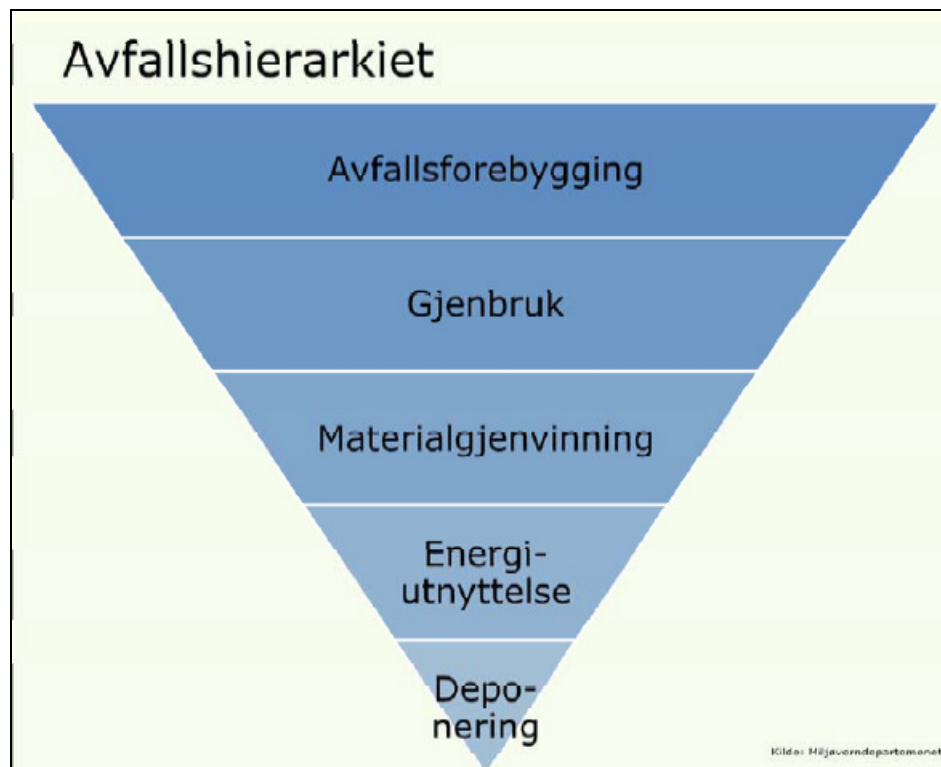 Avfallshierarkiet
Avfallsforebygging
Gjenbruk
Materialgjenvinning
Energi-
utnyttelse
Depo-
nering
Kilde: Miljøverndepartementet